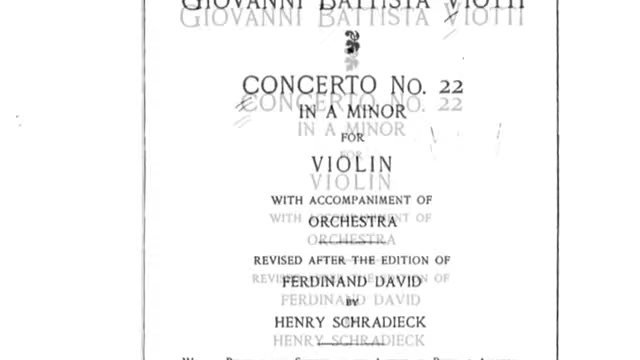 GIOVANNI BATTISTA VIOTTI
CONCERTO NO. 22
IN A MINOR
FOR
VIOLIN
WITH ACCOMPANIMENT OF
ORCHESTRA
REVISED AFTER THE EDITION OF
FERDINAND DAVID
BY
HENRY SCHRADIECK